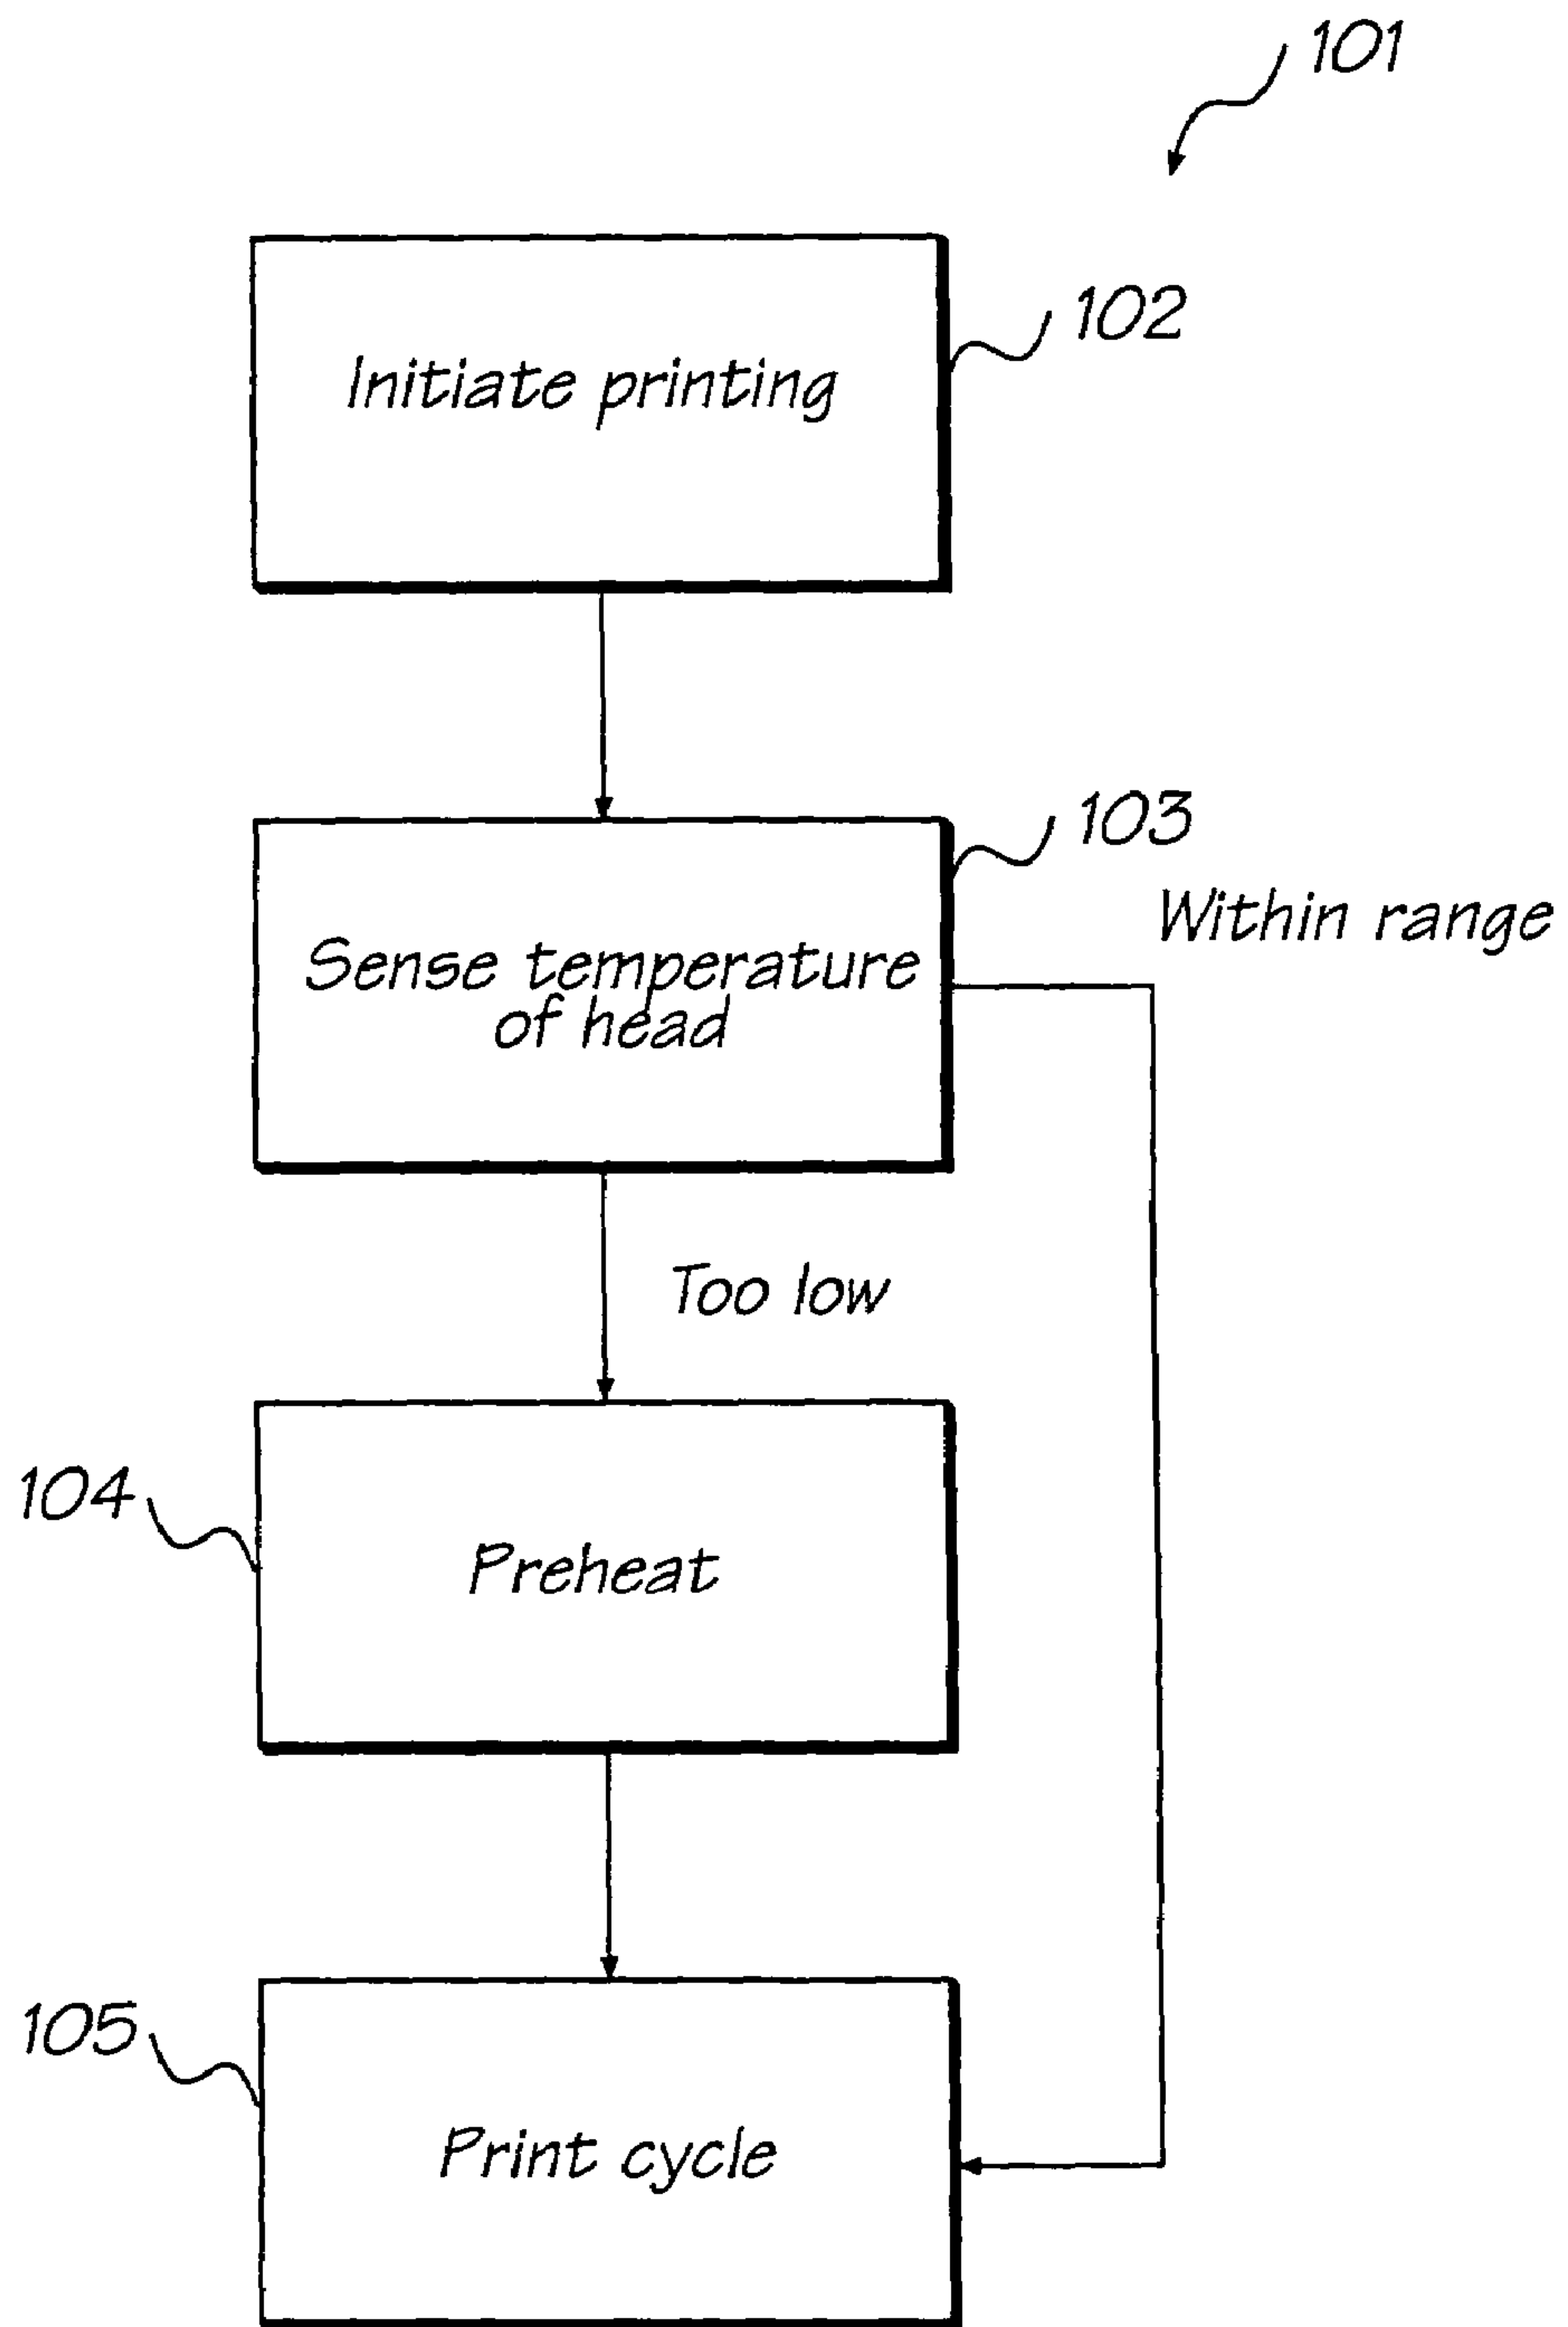 101
Initiate printing
102
Sense temperature
of head
103
Within range
Too low
104
Preheat
105
Print cycle